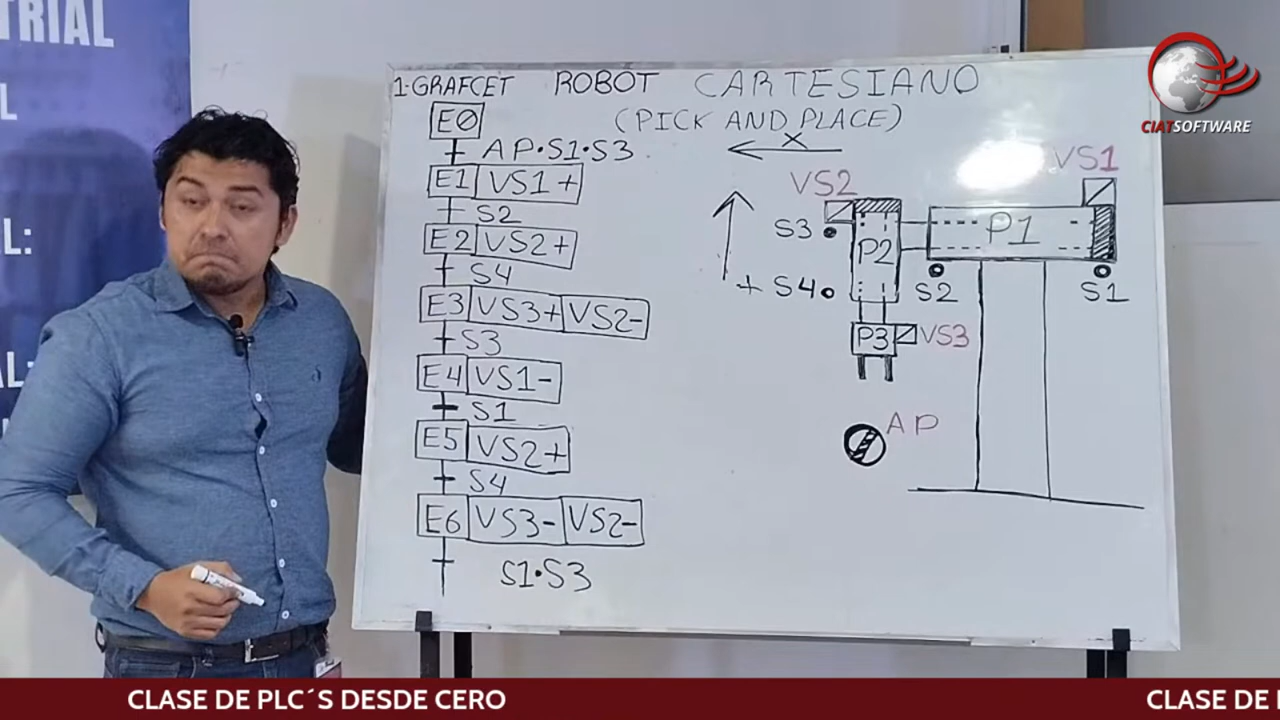 TRIAL
L
EL:
AL:
1-GRAFCET ROBOT CARTESIANO
(PICK AND PLACE)
E0
AP•S1•S3
E1 VS1+
S2
E2 VS2+
S4
E3 VS3+ VS2-
S3
E4 VS1-
S1
E5 VS2+
S4
E6 VS3- VS2-
S1•S3
X
VS1
VS2
S3
P2
P1
+ S4
S2
S1
P3
VS3
AP
CIATSOFTWARE
CLASE DE PLC´S DESDE CERO
CLASE DE